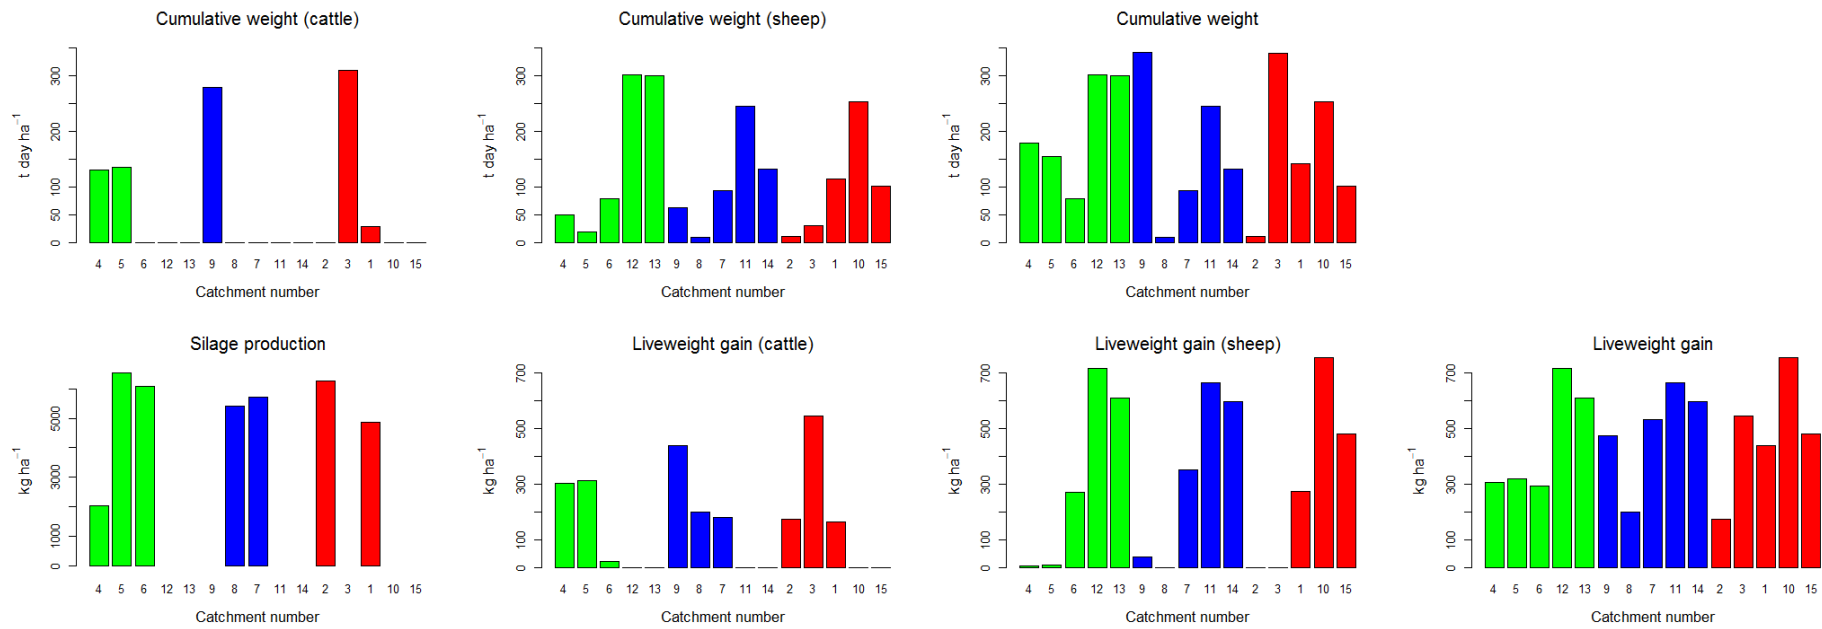 Cumulative weight (cattle)
t day ha⁻¹
0 50 100 200 300
4 5 6 12 13 9 8 7 11 14 2 3 1 10 15
Catchment number
Cumulative weight (sheep)
t day ha⁻¹
0 50 100 200 300
4 5 6 12 13 9 8 7 11 14 2 3 1 10 15
Catchment number
Cumulative weight
t day ha⁻¹
0 50 100 200 300
4 5 6 12 13 9 8 7 11 14 2 3 1 10 15
Catchment number
Silage production
kg ha⁻¹
0 1000 3000 5000
4 5 6 12 13 9 8 7 11 14 2 3 1 10 15
Catchment number
Liveweight gain (cattle)
kg ha⁻¹
0 100 300 500 700
4 5 6 12 13 9 8 7 11 14 2 3 1 10 15
Catchment number
Liveweight gain (sheep)
kg ha⁻¹
0 100 300 500 700
4 5 6 12 13 9 8 7 11 14 2 3 1 10 15
Catchment number
Liveweight gain
kg ha⁻¹
0 100 300 500 700
4 5 6 12 13 9 8 7 11 14 2 3 1 10 15
Catchment number